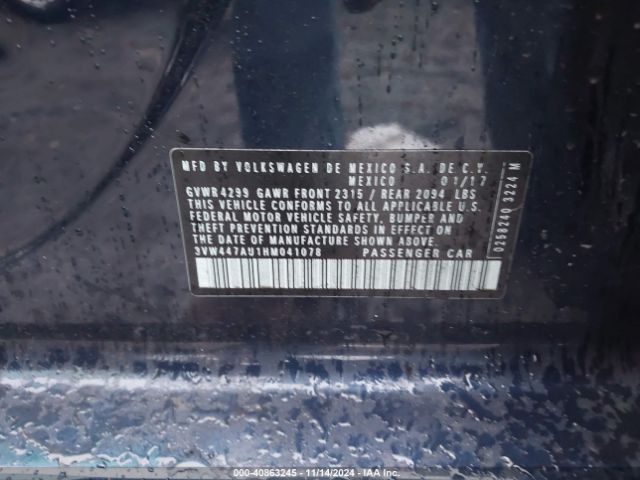 MFD BY VOLKSWAGEN DE MEXICO S.A. DE C.V.
MEXICO 01/17
GVWR 4299 GAWR FRONT 2315 / REAR 2094 LBS
THIS VEHICLE CONFORMS TO ALL APPLICABLE U.S.
FEDERAL MOTOR VEHICLE SAFETY, BUMPER AND
THEFT PREVENTION STANDARDS IN EFFECT ON
THE DATE OF MANUFACTURE SHOWN ABOVE.
3VW447AU1HM041078 PASSENGER CAR
0258240 3224 M
000-40863245 - 11/14/2024 - IAA Inc.